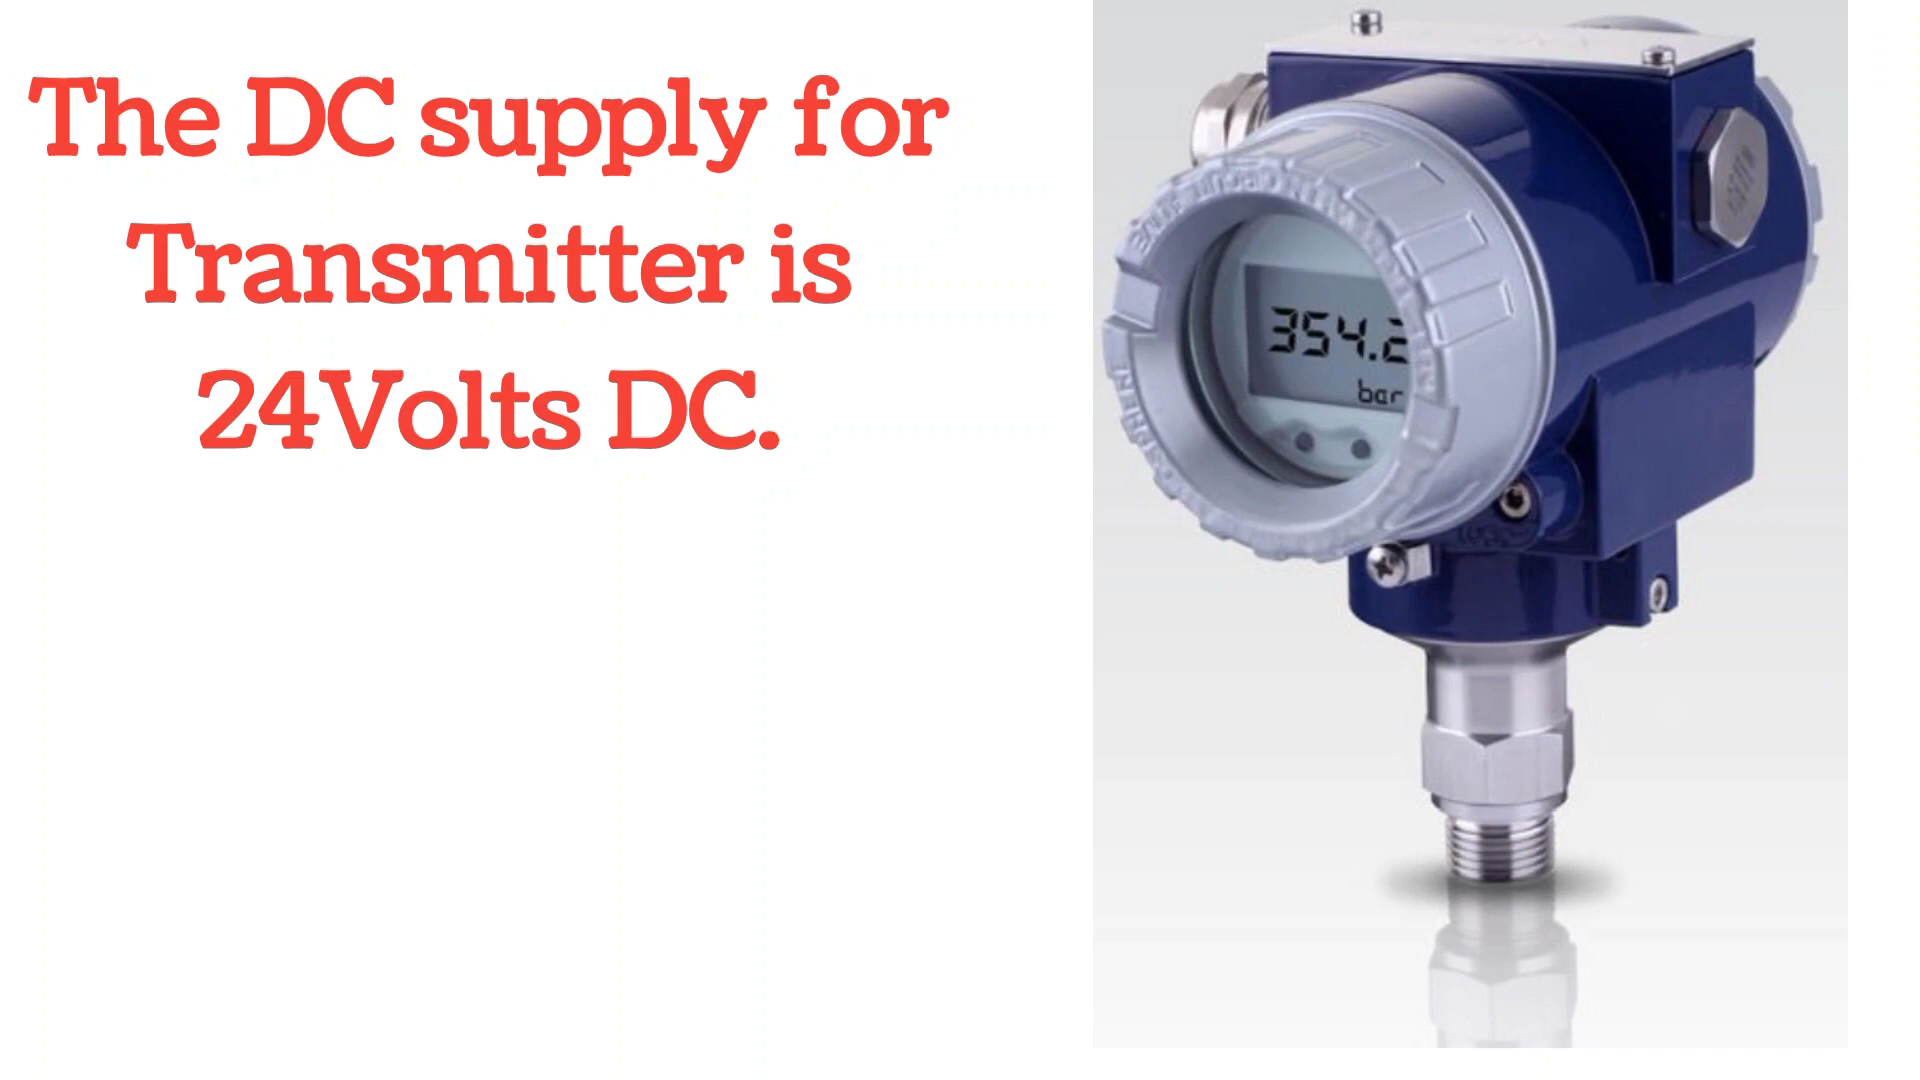 The DC supply for
Transmitter is
24Volts DC.
354.2
bar